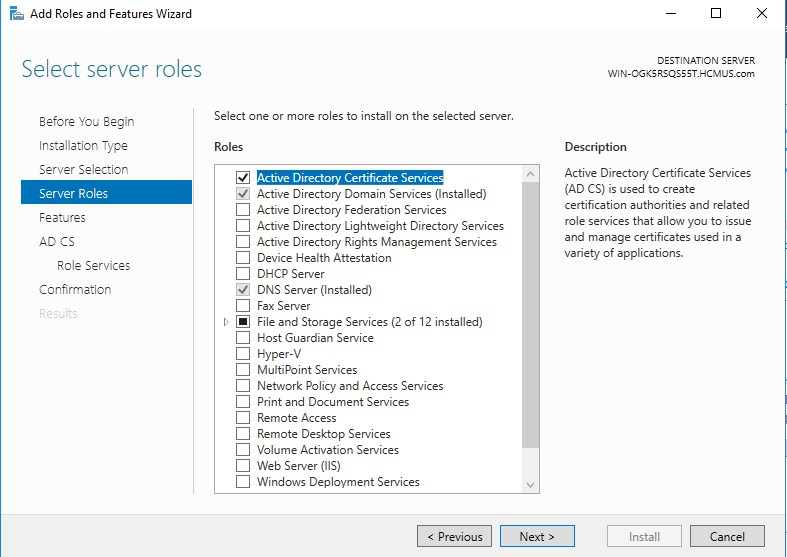 Add Roles and Features Wizard
Select server roles
DESTINATION SERVER
WIN-OGK5RSQS55T.HCMUS.com
Before You Begin
Installation Type
Server Selection
Server Roles
Features
AD CS
Role Services
Confirmation
Results
Select one or more roles to install on the selected server.
Roles
Active Directory Certificate Services
Active Directory Domain Services (Installed)
Active Directory Federation Services
Active Directory Lightweight Directory Services
Active Directory Rights Management Services
Device Health Attestation
DHCP Server
DNS Server (Installed)
Fax Server
File and Storage Services (2 of 12 installed)
Host Guardian Service
Hyper-V
MultiPoint Services
Network Policy and Access Services
Print and Document Services
Remote Access
Remote Desktop Services
Volume Activation Services
Web Server (IIS)
Windows Deployment Services
Description
Active Directory Certificate Services
(AD CS) is used to create
certification authorities and related
role services that allow you to issue
and manage certificates used in a
variety of applications.
< Previous
Next >
Install
Cancel